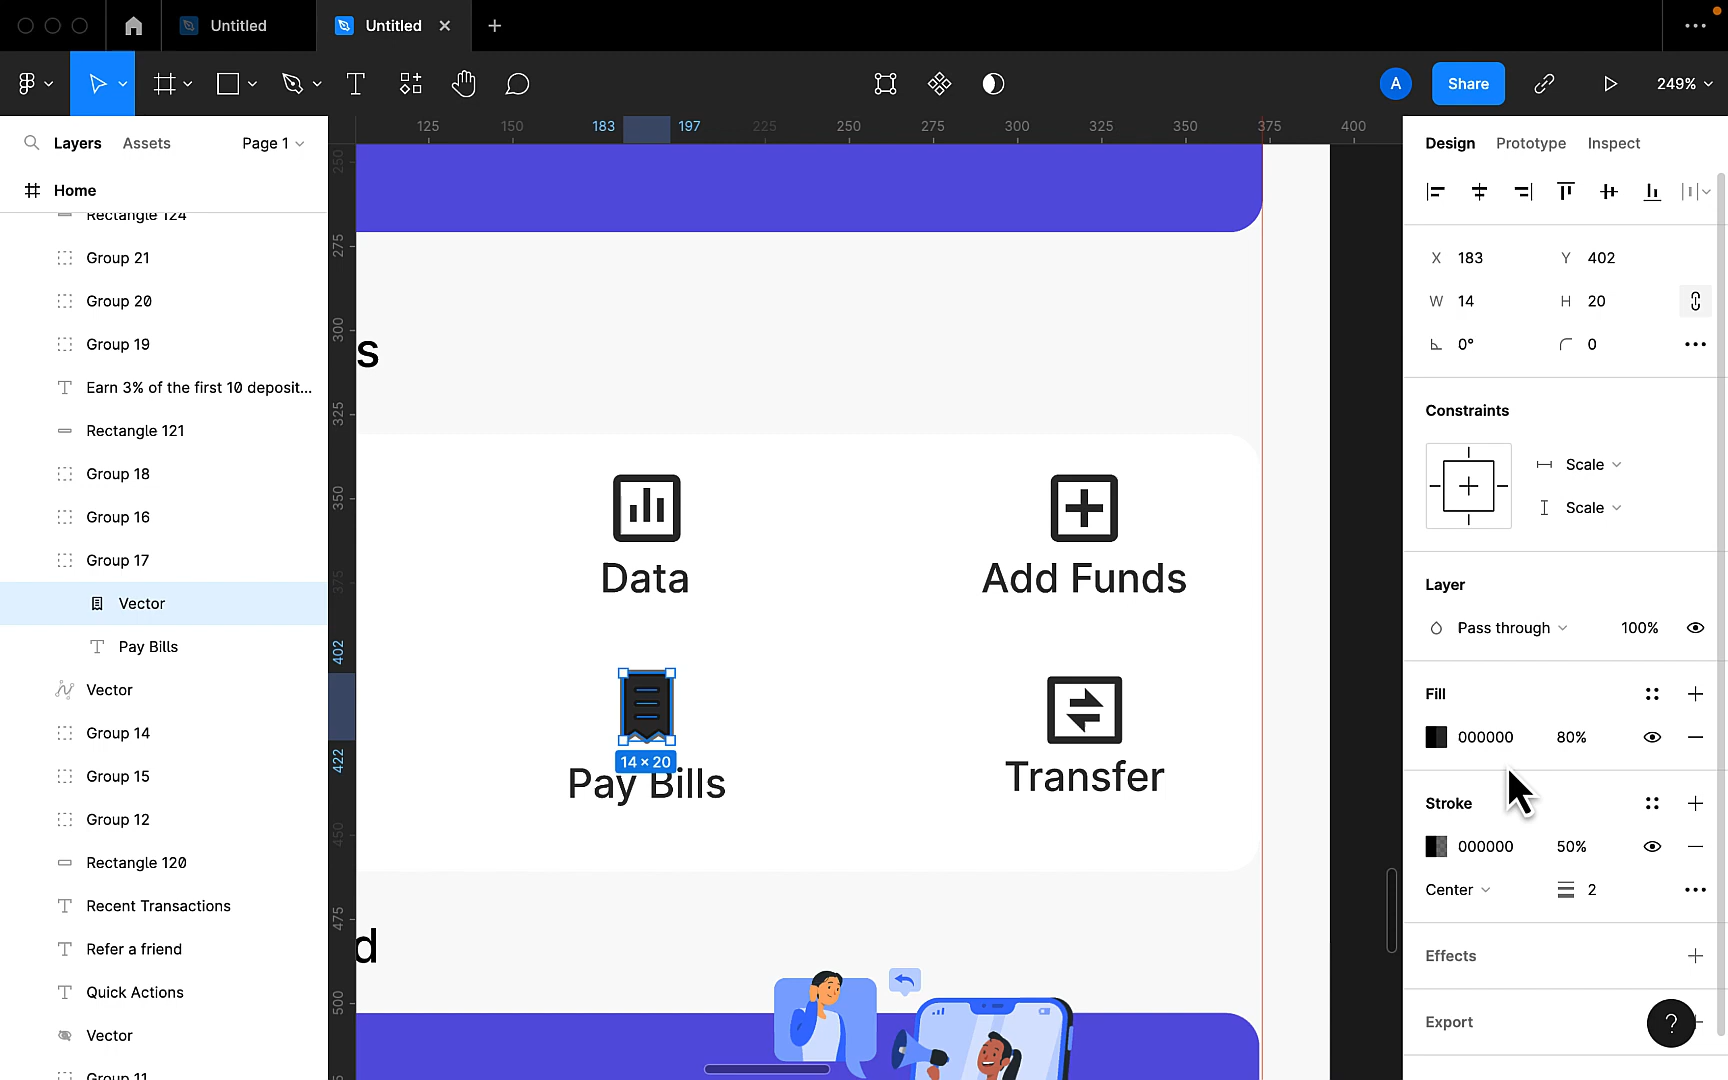 Untitled
Untitled
A
Share
249%
Layers
Assets
Page 1
125
150
183
197
225
250
275
300
325
350
375
400
Design
Prototype
Inspect
Home
Rectangle 124
Group 21
Group 20
Group 19
Earn 3% of the first 10 deposit...
Rectangle 121
Group 18
Group 16
Group 17
Vector
Pay Bills
Vector
Group 14
Group 15
Group 12
Rectangle 120
Recent Transactions
Refer a friend
Quick Actions
Vector
Group 11
250
275
300
325
350
375
402
422
450
475
500
s
Data
Add Funds
14 × 20
Pay Bills
Transfer
d
X 183
Y 402
W 14
H 20
0°
0
Constraints
Scale
Scale
Layer
Pass through
100%
Fill
000000
80%
Stroke
000000
50%
Center
2
Effects
Export
?